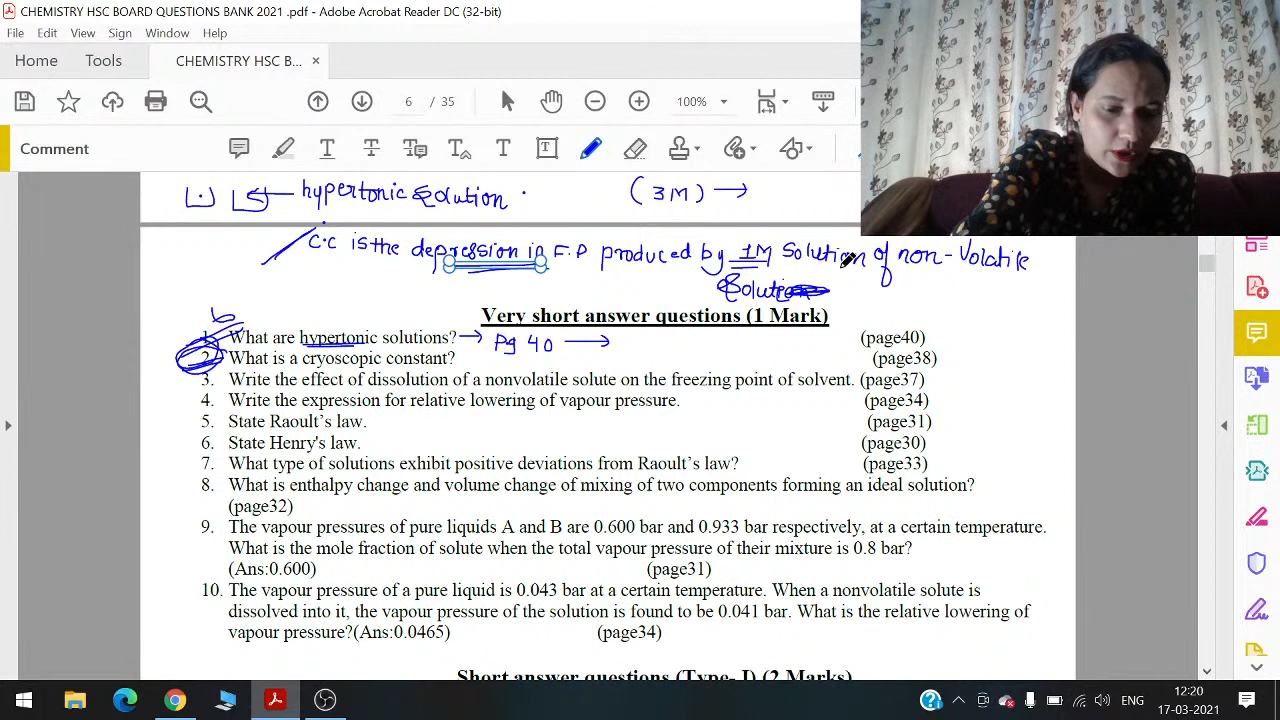 CHEMISTRY HSC BOARD QUESTIONS BANK 2021 .pdf - Adobe Acrobat Reader DC (32-bit)
File Edit View Sign Window Help
Home Tools CHEMISTRY HSC B... ×
6 / 35 100%
Comment
hypertonic Solution (3M) →
C.C is the depression in F.P produced by 1M Solution of non-Volatile
Very short answer questions (1 Mark)
1. What are hypertonic solutions? → Pg 40 → (page40)
2. What is a cryoscopic constant? (page38)
3. Write the effect of dissolution of a nonvolatile solute on the freezing point of solvent. (page37)
4. Write the expression for relative lowering of vapour pressure. (page34)
5. State Raoult’s law. (page31)
6. State Henry's law. (page30)
7. What type of solutions exhibit positive deviations from Raoult’s law? (page33)
8. What is enthalpy change and volume change of mixing of two components forming an ideal solution?
(page32)
9. The vapour pressures of pure liquids A and B are 0.600 bar and 0.933 bar respectively, at a certain temperature.
What is the mole fraction of solute when the total vapour pressure of their mixture is 0.8 bar?
(Ans:0.600) (page31)
10. The vapour pressure of a pure liquid is 0.043 bar at a certain temperature. When a nonvolatile solute is
dissolved into it, the vapour pressure of the solution is found to be 0.041 bar. What is the relative lowering of
vapour pressure?(Ans:0.0465) (page34)
Short answer questions (Type- I) (2 Marks)
ENG
12:20
17-03-2021